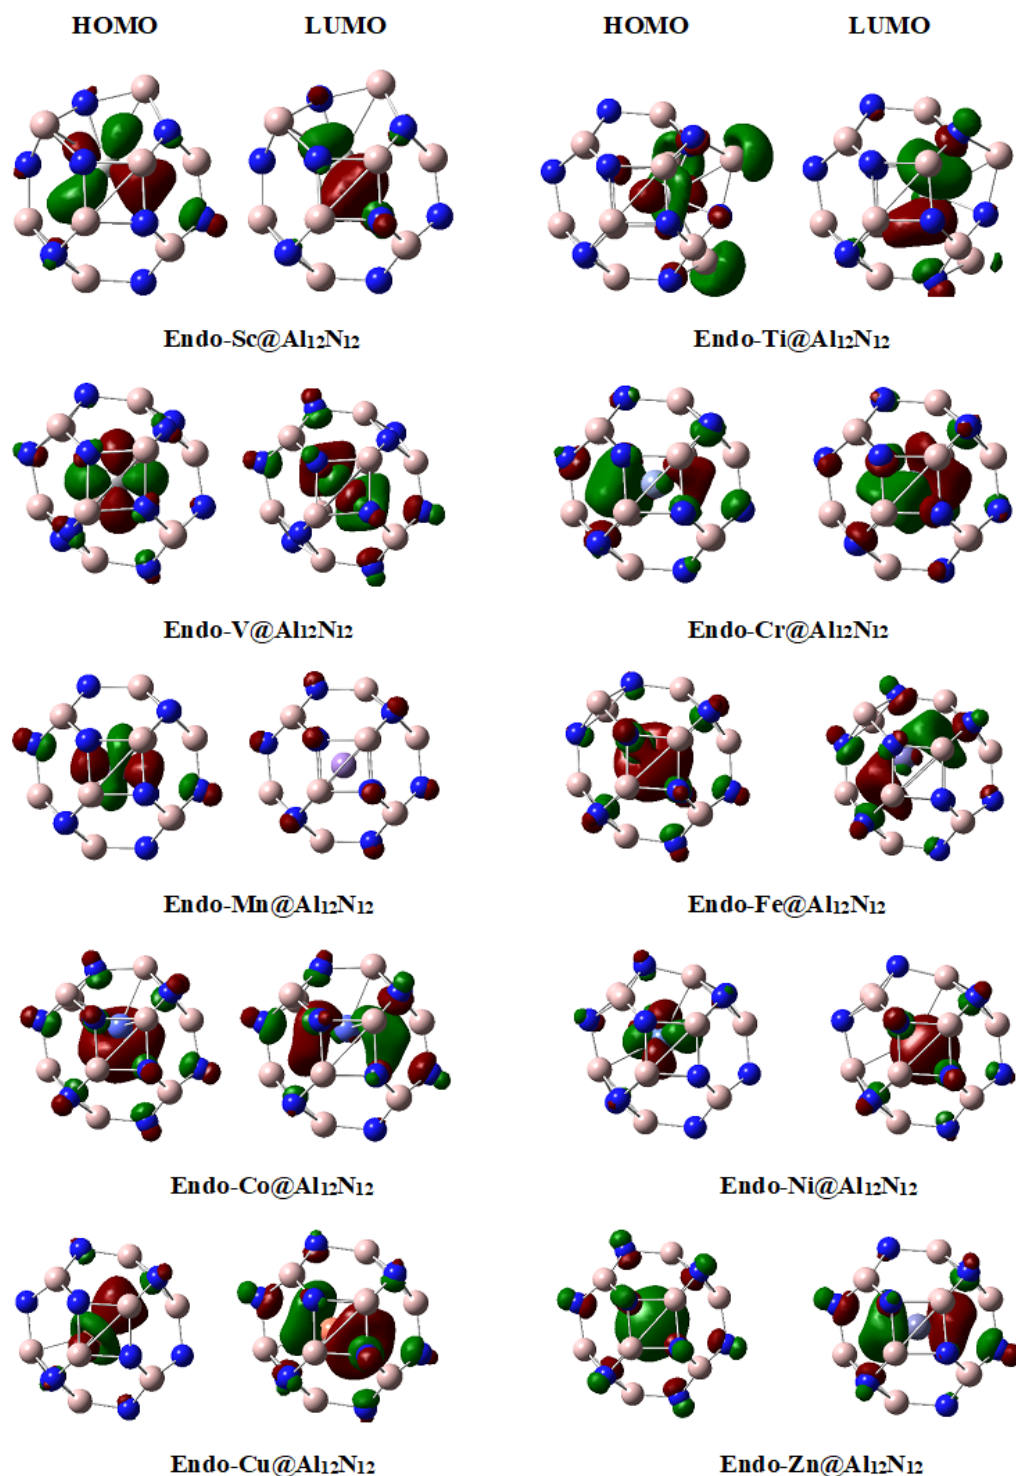 HOMO LUMO HOMO LUMO
Endo-Sc@Al₁₂N₁₂ Endo-Ti@Al₁₂N₁₂
Endo-V@Al₁₂N₁₂ Endo-Cr@Al₁₂N₁₂
Endo-Mn@Al₁₂N₁₂ Endo-Fe@Al₁₂N₁₂
Endo-Co@Al₁₂N₁₂ Endo-Ni@Al₁₂N₁₂
Endo-Cu@Al₁₂N₁₂ Endo-Zn@Al₁₂N₁₂